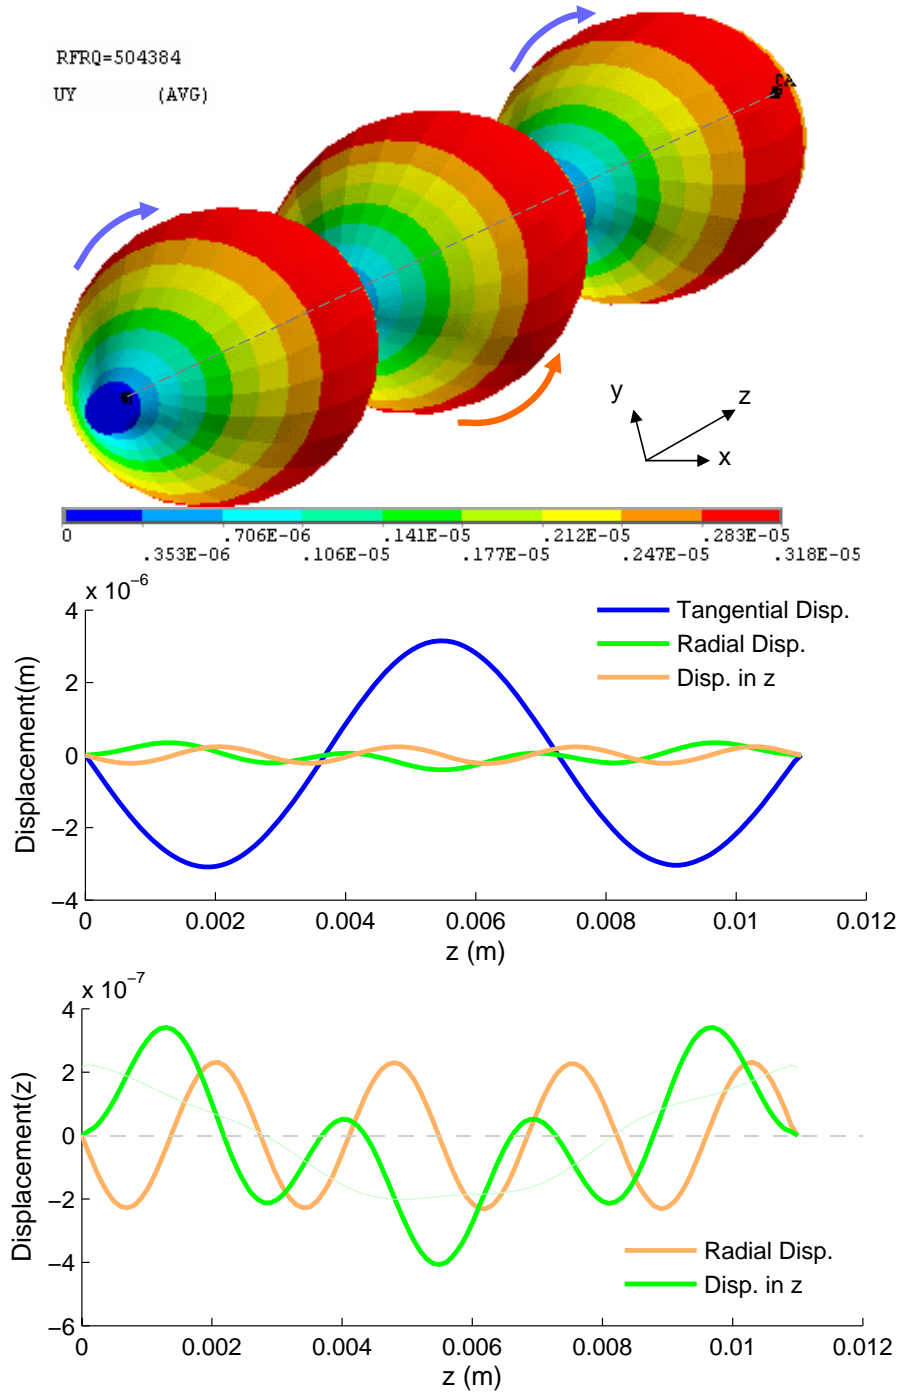 RFRQ=504384
UY (AVG)
y
z
x
0 .706E-06 .141E-05 .212E-05 .283E-05
.353E-06 .106E-05 .177E-05 .247E-05 .318E-05
x 10−6
4
2
0
−2
−4
Displacement(m)
Tangential Disp.
Radial Disp.
Disp. in z
0 0.002 0.004 0.006 0.008 0.01 0.012
z (m)
x 10−7
4
2
0
−2
−4
−6
Displacement(z)
Radial Disp.
Disp. in z
0 0.002 0.004 0.006 0.008 0.01 0.012
z (m)